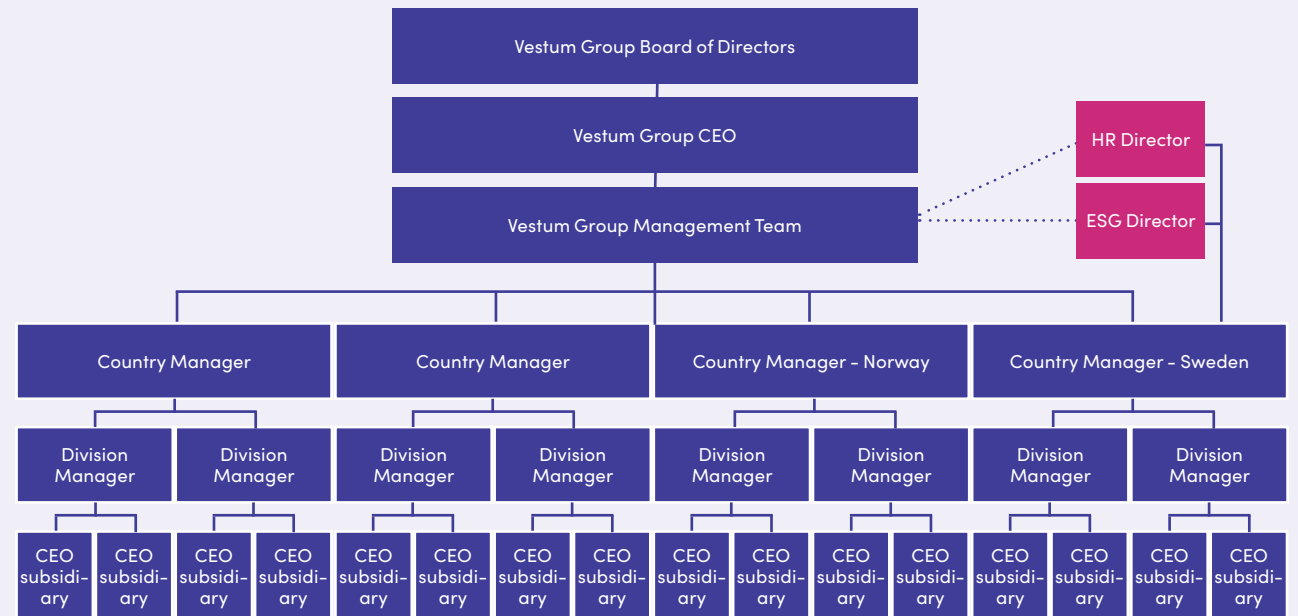 Vestum Group Board of Directors
Vestum Group CEO
HR Director
Vestum Group Management Team
ESG Director
Country Manager
Country Manager
Country Manager - Norway
Country Manager - Sweden
Division
Manager
Division
Manager
Division
Manager
Division
Manager
Division
Manager
Division
Manager
Division
Manager
Division
Manager
CEO
subsidi-
ary
CEO
subsidi-
ary
CEO
subsidi-
ary
CEO
subsidi-
ary
CEO
subsidi-
ary
CEO
subsidi-
ary
CEO
subsidi-
ary
CEO
subsidi-
ary
CEO
subsidi-
ary
CEO
subsidi-
ary
CEO
subsidi-
ary
CEO
subsidi-
ary
CEO
subsidi-
ary
CEO
subsidi-
ary
CEO
subsidi-
ary
CEO
subsidi-
ary